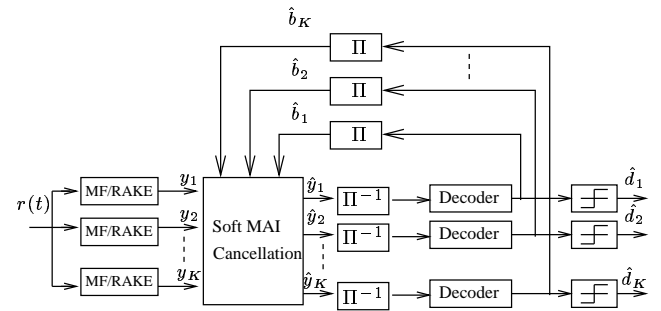 b̂_K
Π
b̂_2
Π
b̂_1
Π
r(t)
MF/RAKE y_1 ŷ_1 Π⁻¹ Decoder d̂_1
MF/RAKE y_2 Soft MAI Cancellation ŷ_2 Π⁻¹ Decoder d̂_2
MF/RAKE y_K ŷ_K Π⁻¹ Decoder d̂_K